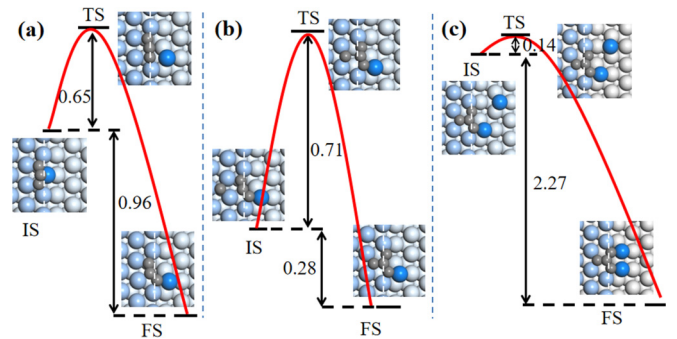 (a)
TS
0.65
0.96
IS
FS
(b)
TS
0.71
IS
0.28
FS
(c)
TS
0.14
IS
2.27
FS